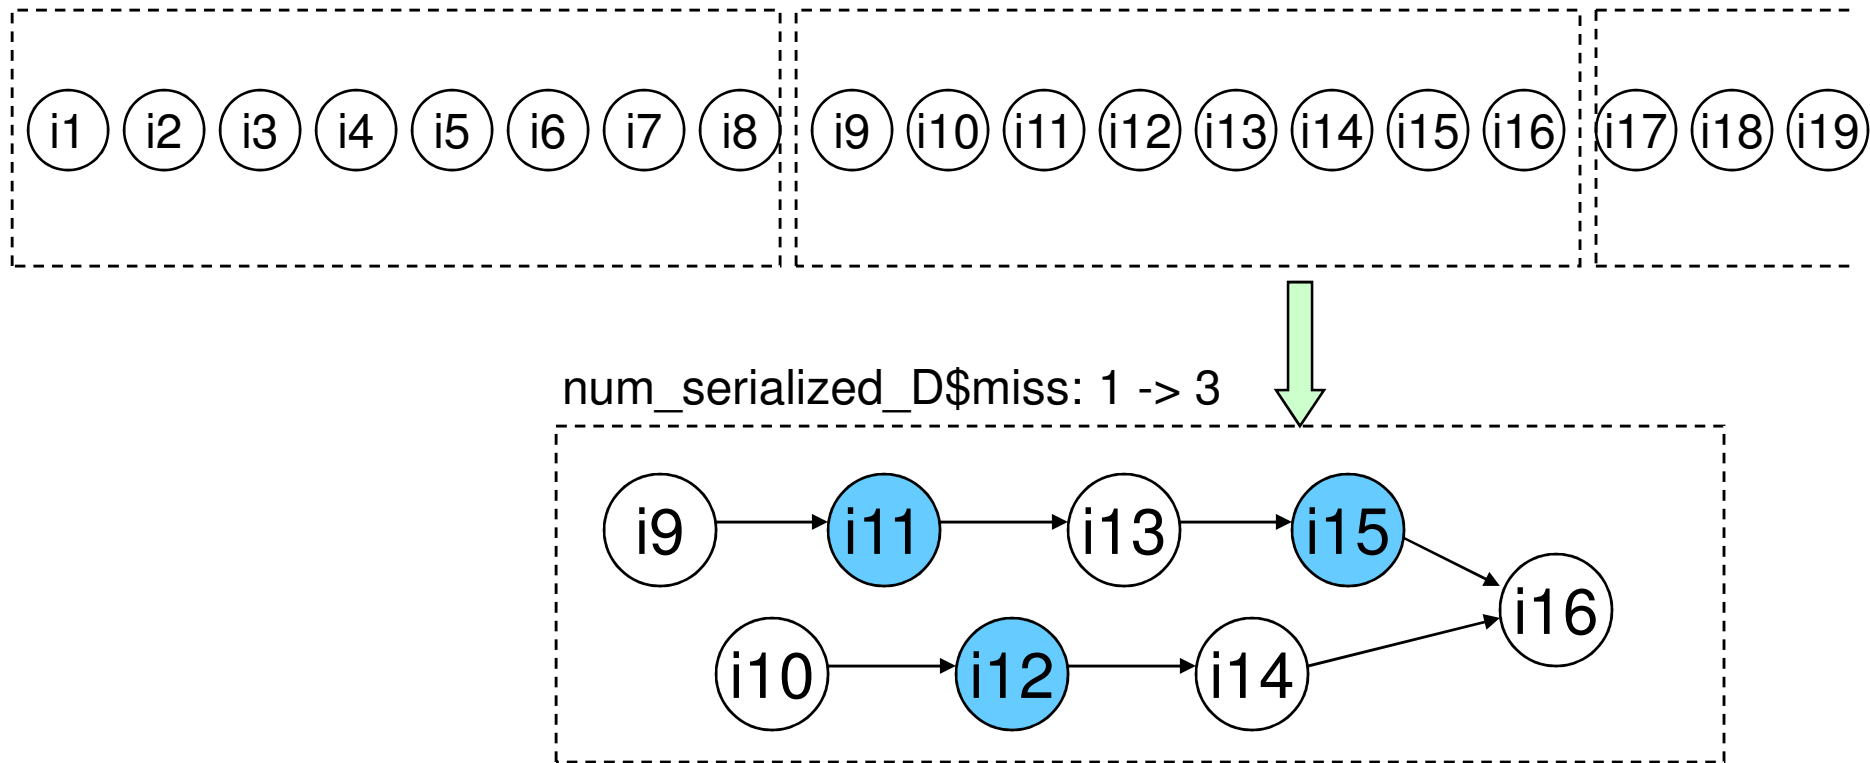 i1 i2 i3 i4 i5 i6 i7 i8 i9 i10 i11 i12 i13 i14 i15 i16 i17 i18 i19
num_serialized_D$miss: 1 -> 3
i9 i11 i13 i15
i16
i10 i12 i14